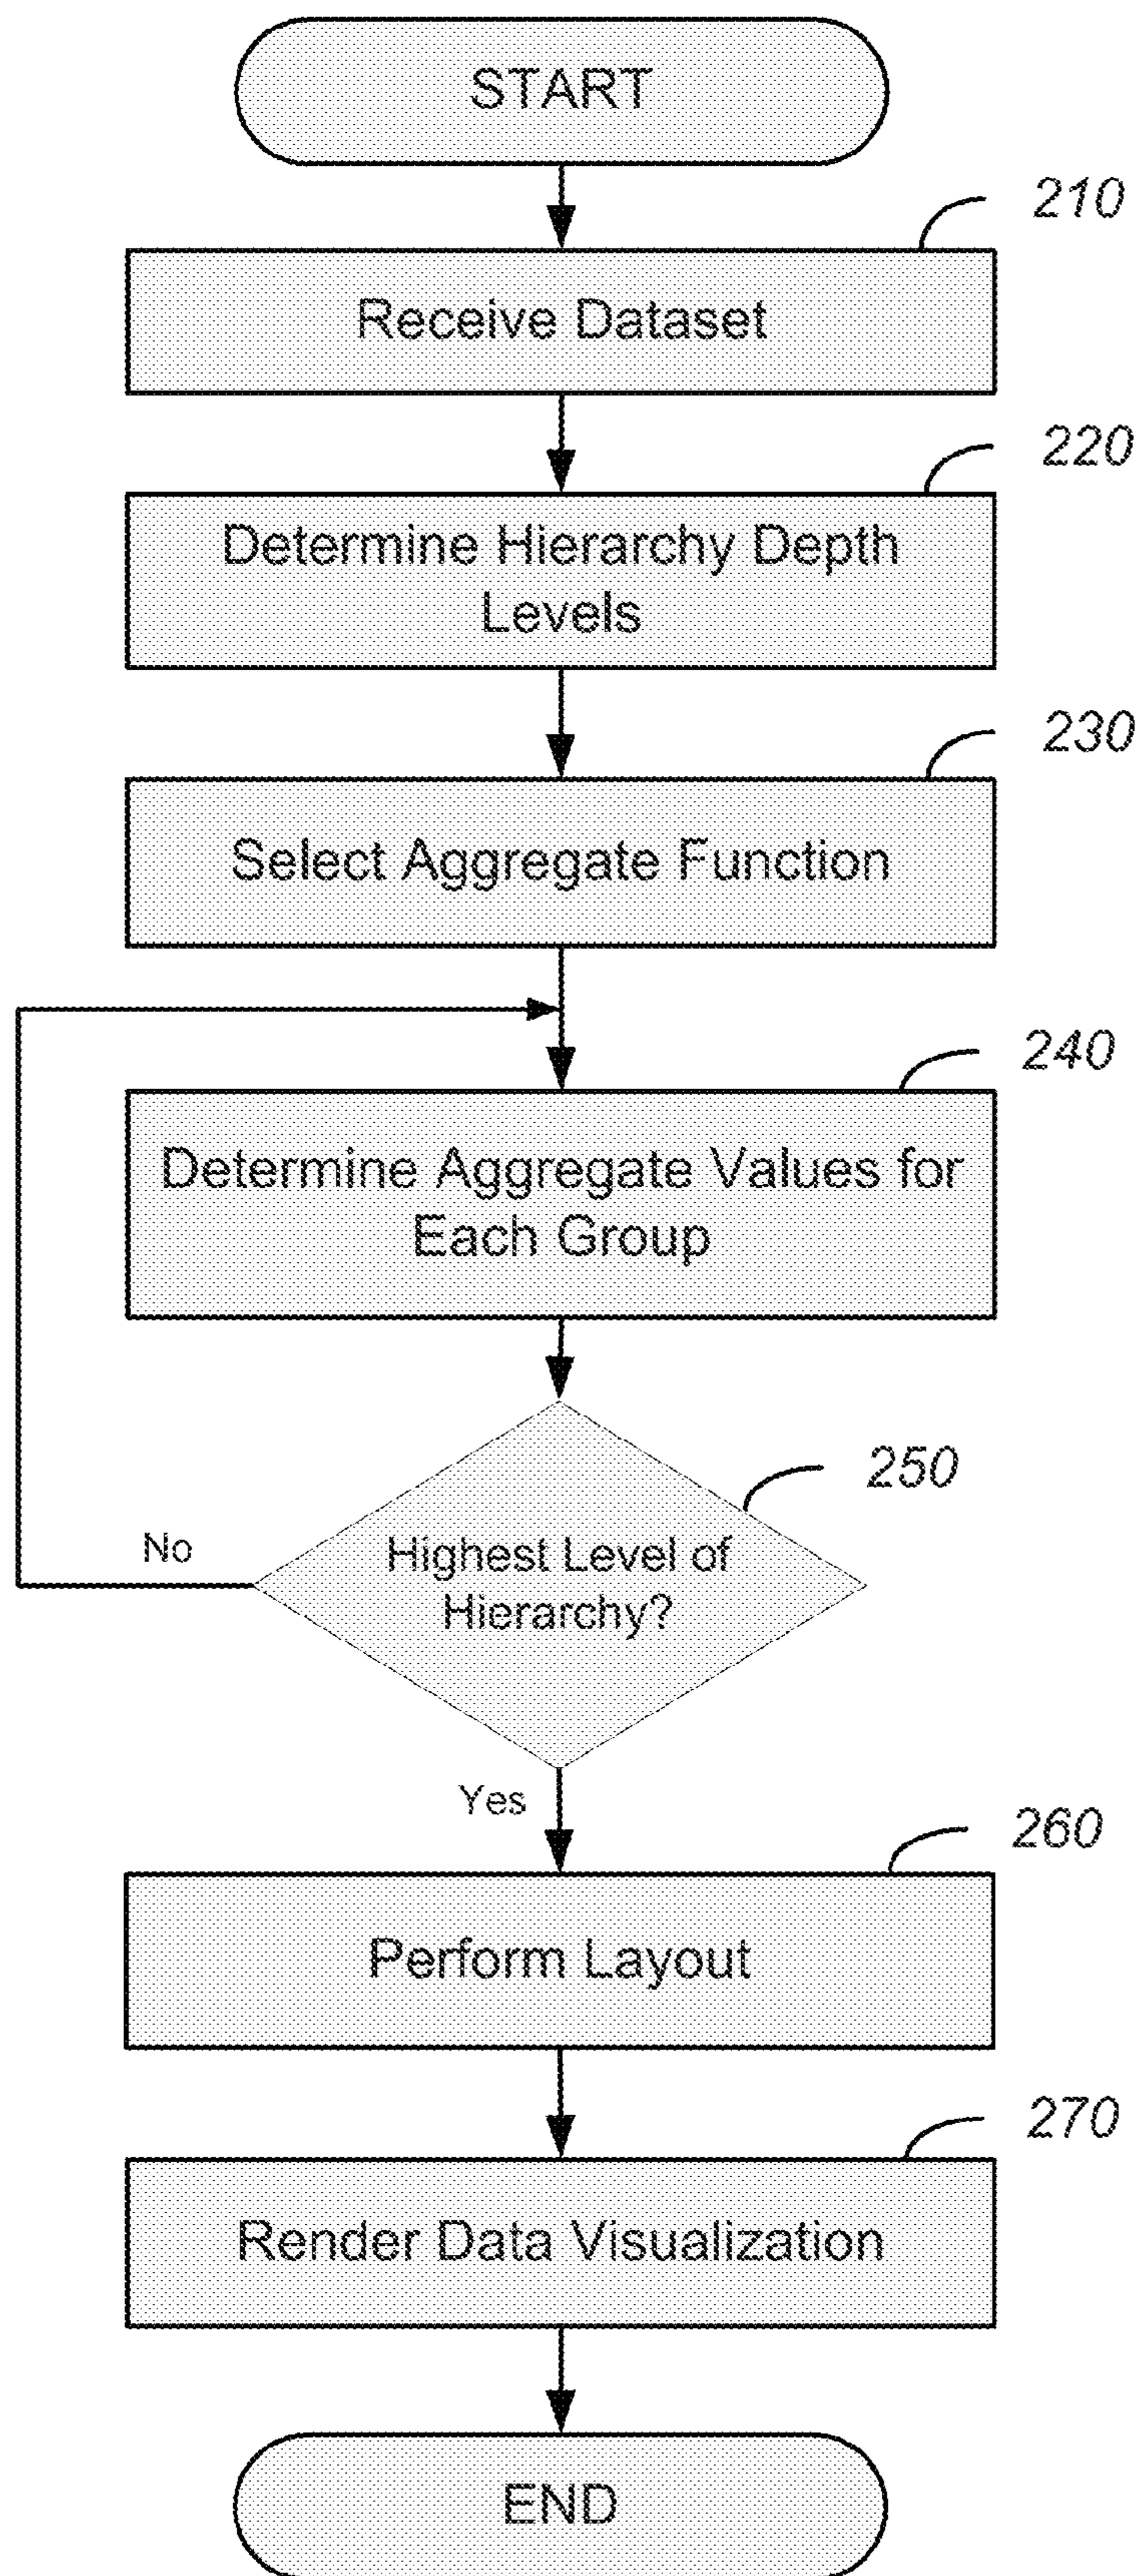 START
210
Receive Dataset
220
Determine Hierarchy Depth
Levels
230
Select Aggregate Function
240
Determine Aggregate Values for
Each Group
250
Highest Level of
Hierarchy?
No
Yes
260
Perform Layout
270
Render Data Visualization
END